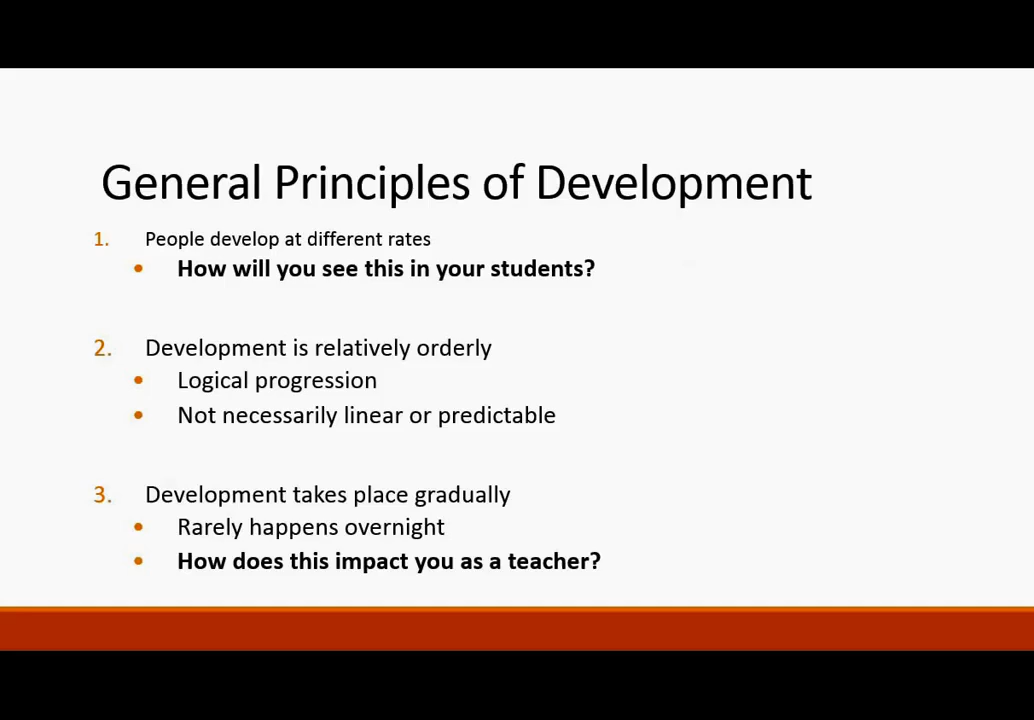 General Principles of Development
1. People develop at different rates
• How will you see this in your students?
2. Development is relatively orderly
• Logical progression
• Not necessarily linear or predictable
3. Development takes place gradually
• Rarely happens overnight
• How does this impact you as a teacher?